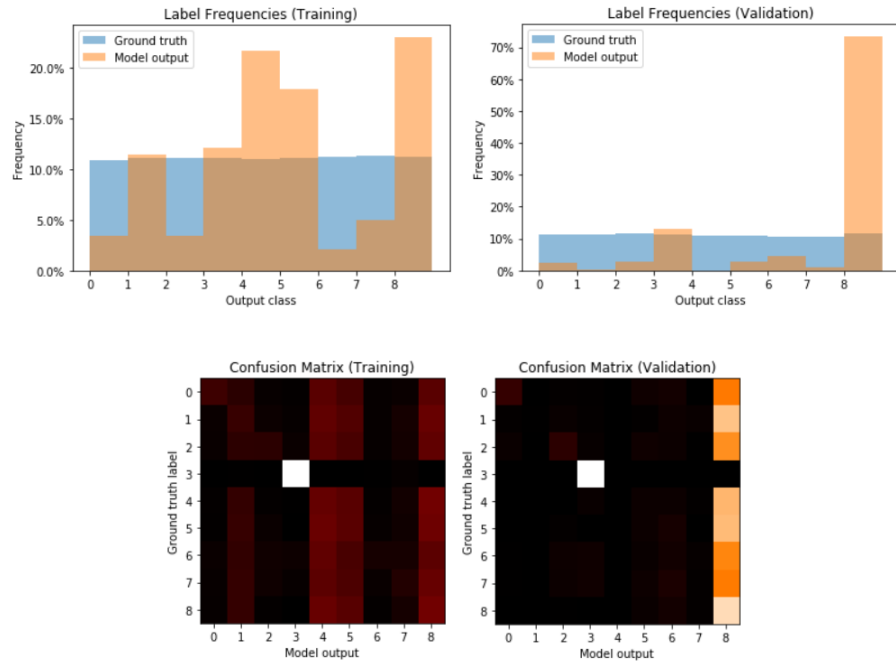 Label Frequencies (Training)
Ground truth
Model output
20.0%
15.0%
10.0%
5.0%
0.0%
Frequency
0 1 2 3 4 5 6 7 8
Output class
Label Frequencies (Validation)
Ground truth
Model output
70%
60%
50%
40%
30%
20%
10%
0%
Frequency
0 1 2 3 4 5 6 7 8
Output class
Confusion Matrix (Training)
0
1
2
3
4
5
6
7
8
Ground truth label
0 1 2 3 4 5 6 7 8
Model output
Confusion Matrix (Validation)
0
1
2
3
4
5
6
7
8
Ground truth label
0 1 2 3 4 5 6 7 8
Model output